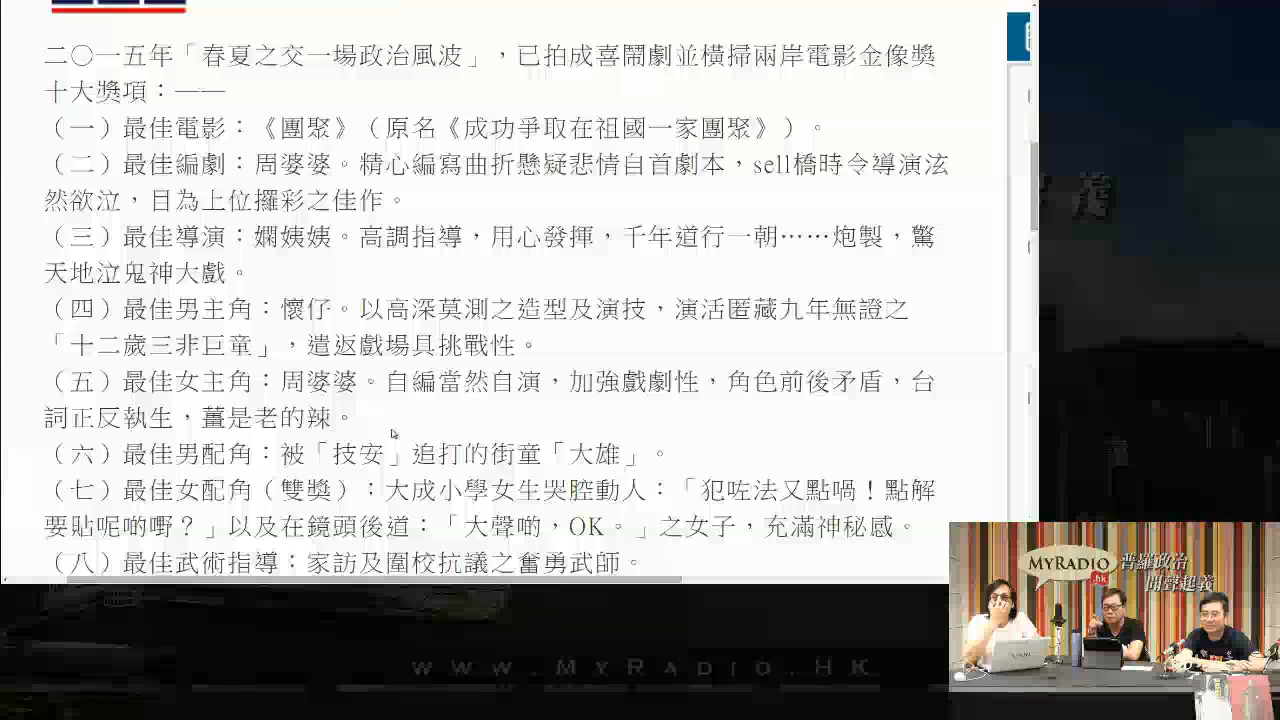 二〇一五年「春夏之交一場政治風波」，已拍成喜鬧劇並橫掃兩岸電影金像獎
十大獎項：——
（一）最佳電影：《團聚》（原名《成功爭取在祖國一家團聚》）。
（二）最佳編劇：周婆婆。精心編寫曲折懸疑悲情自首劇本，sell橋時令導演泫
然欲泣，目為上位攞彩之佳作。
（三）最佳導演：嫻姨姨。高調指導，用心發揮，千年道行一朝……炮製，驚
天地泣鬼神大戲。
（四）最佳男主角：懷仔。以高深莫測之造型及演技，演活匿藏九年無證之
「十二歲三非巨童」，遣返戲場具挑戰性。
（五）最佳女主角：周婆婆。自編當然自演，加強戲劇性，角色前後矛盾，台
詞正反執生，薑是老的辣。
（六）最佳男配角：被「技安」追打的街童「大雄」。
（七）最佳女配角（雙獎）：大成小學女生哭腔動人：「犯咗法又點喎！點解
要貼呢啲嘢？」以及在鏡頭後道：「大聲啲，OK。」之女子，充滿神秘感。
（八）最佳武術指導：家訪及圍校抗議之奮勇武師。
MYRADIO.hk
普羅政治
開聲起義
www.MyRadio.HK